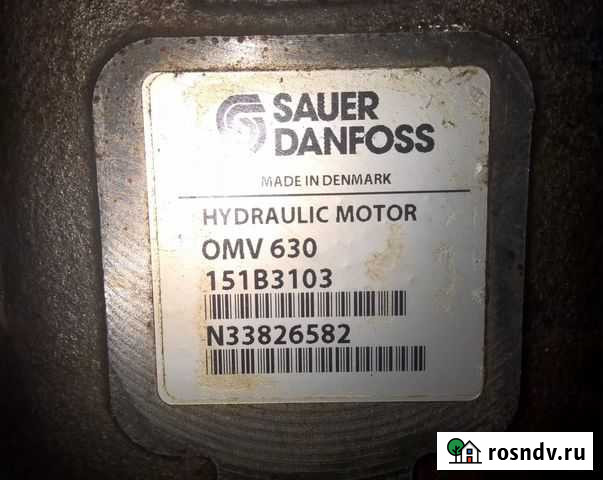 SAUER
DANFOSS
MADE IN DENMARK
HYDRAULIC MOTOR
OMV 630
151B3103
N33826582
rosndv.ru